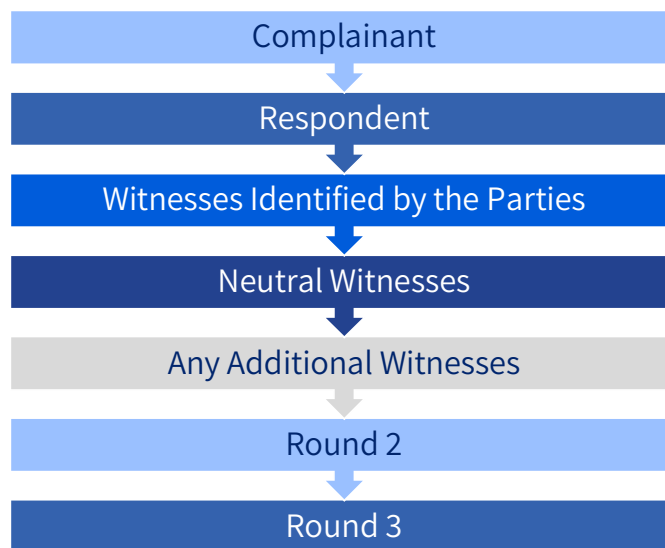 Complainant
Respondent
Witnesses Identified by the Parties
Neutral Witnesses
Any Additional Witnesses
Round 2
Round 3